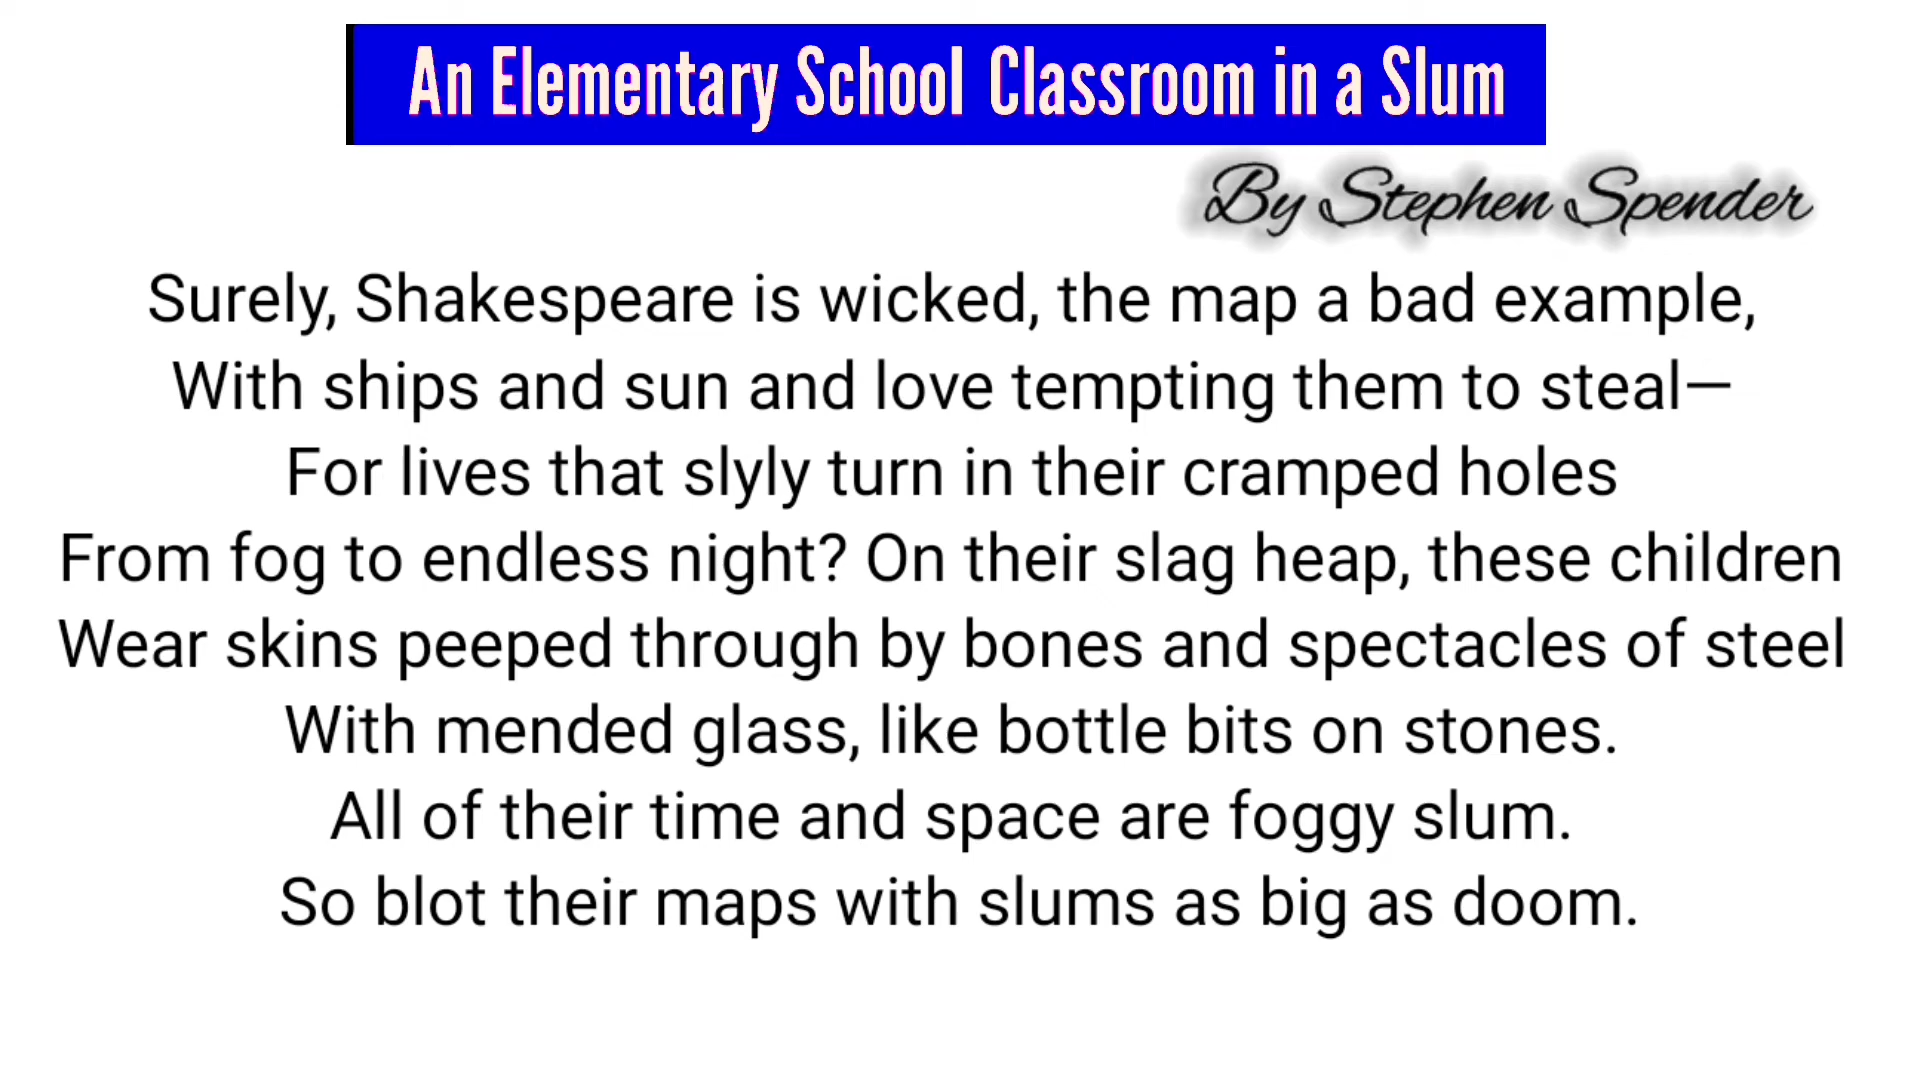 An Elementary School Classroom in a Slum
By Stephen Spender
Surely, Shakespeare is wicked, the map a bad example,
With ships and sun and love tempting them to steal—
For lives that slyly turn in their cramped holes
From fog to endless night? On their slag heap, these children
Wear skins peeped through by bones and spectacles of steel
With mended glass, like bottle bits on stones.
All of their time and space are foggy slum.
So blot their maps with slums as big as doom.